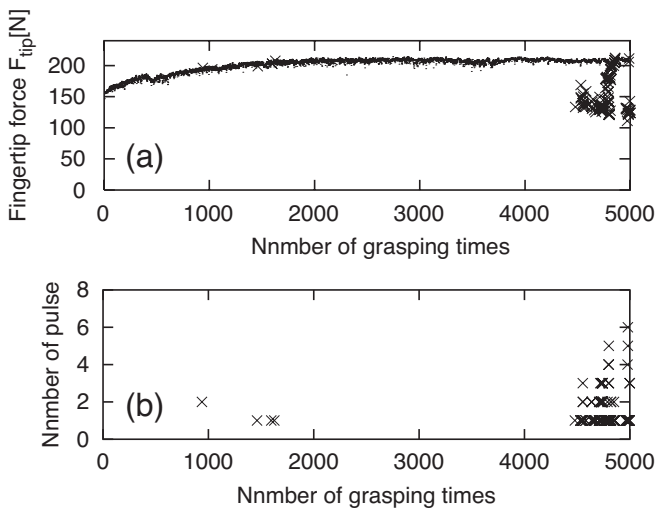 Fingertip force F_tip[N]
200
150
100
50
0
(a)
0 1000 2000 3000 4000 5000
Nnmber of grasping times
Nnmber of pulse
8
6
4
2
0
(b)
0 1000 2000 3000 4000 5000
Nnmber of grasping times